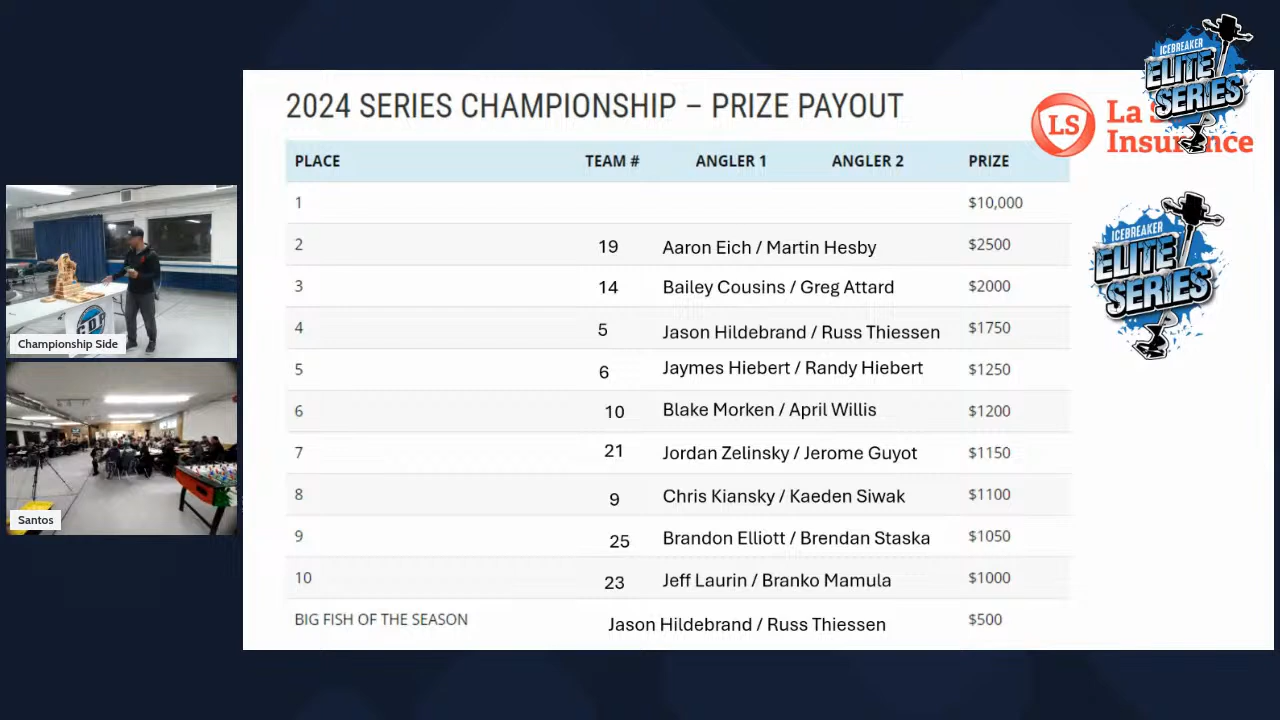 ICEBREAKER
ELITE
SERIES
2024 SERIES CHAMPIONSHIP – PRIZE PAYOUT
LS
Insurance
PLACE TEAM # ANGLER 1 ANGLER 2 PRIZE
1 $10,000
2 19 Aaron Eich / Martin Hesby $2500
3 14 Bailey Cousins / Greg Attard $2000
4 5 Jason Hildebrand / Russ Thiessen $1750
5 6 Jaymes Hiebert / Randy Hiebert $1250
6 10 Blake Morken / April Willis $1200
7 21 Jordan Zelinsky / Jerome Guyot $1150
8 9 Chris Kiansky / Kaeden Siwak $1100
9 25 Brandon Elliott / Brendan Staska $1050
10 23 Jeff Laurin / Branko Mamula $1000
BIG FISH OF THE SEASON Jason Hildebrand / Russ Thiessen $500
ICEBREAKER
ELITE
SERIES
Championship Side
Santos